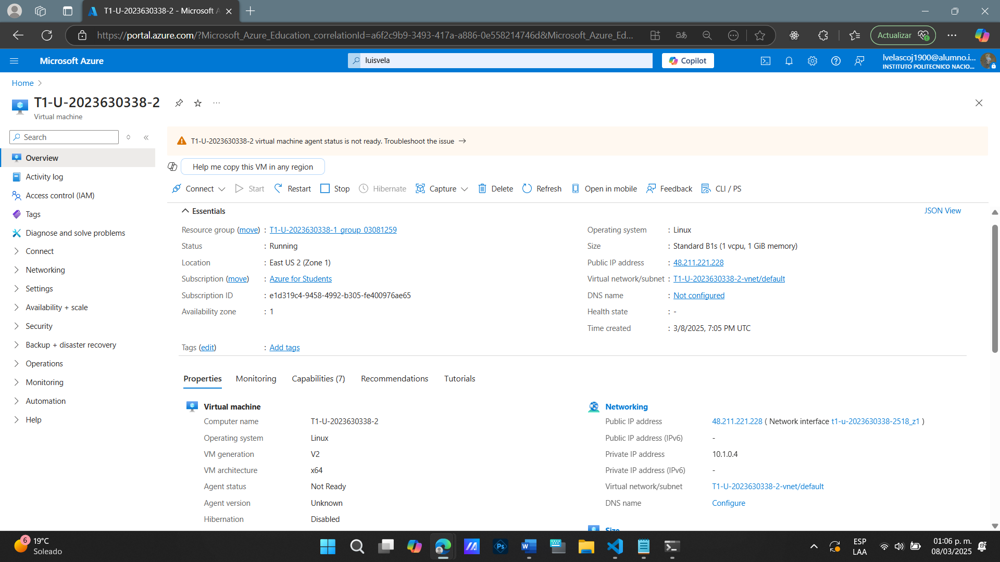 T1-U-2023630338-2 - Microsoft A
https://portal.azure.com/?Microsoft_Azure_Education_correlationId=a6f2c9b9-3493-417a-a886-0e558214746d&Microsoft_Azure_Ed...
Actualizar
Microsoft Azure
luisvela
Copilot
lvelascoj1900@alumno.i...
INSTITUTO POLITECNICO NACIO...
Home
T1-U-2023630338-2
Virtual machine
Search
Overview
Activity log
Access control (IAM)
Tags
Diagnose and solve problems
Connect
Networking
Settings
Availability + scale
Security
Backup + disaster recovery
Operations
Monitoring
Automation
Help
T1-U-2023630338-2 virtual machine agent status is not ready. Troubleshoot the issue →
Help me copy this VM in any region
Connect Start Restart Stop Hibernate Capture Delete Refresh Open in mobile Feedback CLI / PS
Essentials
JSON View
Resource group (move) : T1-U-2023630338-1_group_03081259
Status : Running
Location : East US 2 (Zone 1)
Subscription (move) : Azure for Students
Subscription ID : e1d319c4-9458-4992-b305-fe400976ae65
Availability zone : 1
Operating system : Linux
Size : Standard B1s (1 vcpu, 1 GiB memory)
Public IP address : 48.211.221.228
Virtual network/subnet : T1-U-2023630338-2-vnet/default
DNS name : Not configured
Health state : -
Time created : 3/8/2025, 7:05 PM UTC
Tags (edit) : Add tags
Properties Monitoring Capabilities (7) Recommendations Tutorials
Virtual machine
Computer name T1-U-2023630338-2
Operating system Linux
VM generation V2
VM architecture x64
Agent status Not Ready
Agent version Unknown
Hibernation Disabled
Networking
Public IP address 48.211.221.228 ( Network interface t1-u-2023630338-2518_z1 )
Public IP address (IPv6) -
Private IP address 10.1.0.4
Private IP address (IPv6) -
Virtual network/subnet T1-U-2023630338-2-vnet/default
DNS name Configure
Size
6
19°C
Soleado
Ps
W
ESP
LAA
01:06 p. m.
08/03/2025